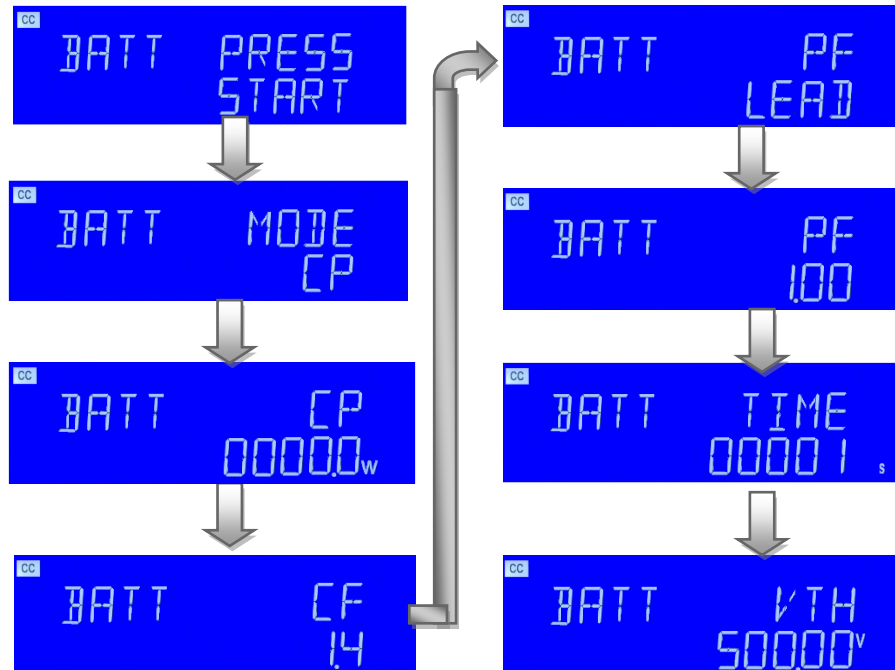 CC
BATT PRESS
START
CC
BATT MODE
CP
CC
BATT CP
0000.0W
CC
BATT CF
1.4
CC
BATT PF
LEAD
CC
BATT PF
1.00
CC
BATT TIME
00001 s
CC
BATT VTH
500.00V